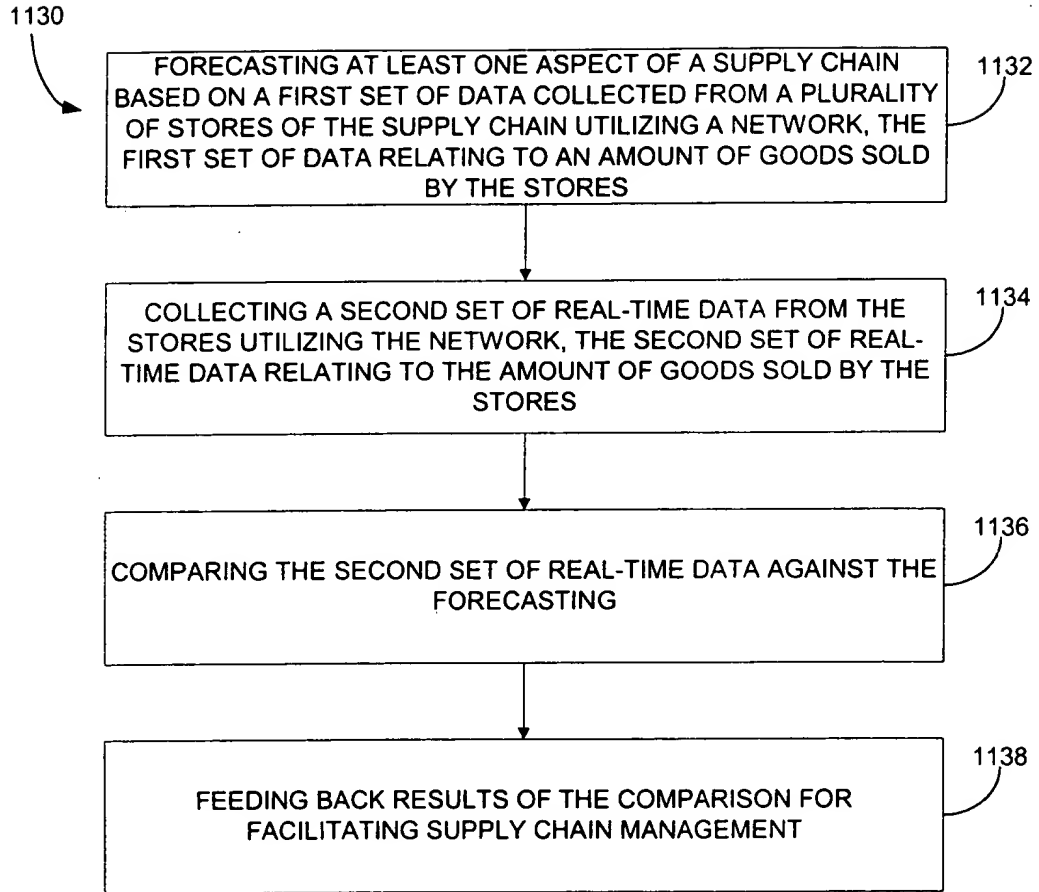 1130
FORECASTING AT LEAST ONE ASPECT OF A SUPPLY CHAIN
BASED ON A FIRST SET OF DATA COLLECTED FROM A PLURALITY
OF STORES OF THE SUPPLY CHAIN UTILIZING A NETWORK, THE
FIRST SET OF DATA RELATING TO AN AMOUNT OF GOODS SOLD
BY THE STORES
1132
COLLECTING A SECOND SET OF REAL-TIME DATA FROM THE
STORES UTILIZING THE NETWORK, THE SECOND SET OF REAL-
TIME DATA RELATING TO THE AMOUNT OF GOODS SOLD BY THE
STORES
1134
COMPARING THE SECOND SET OF REAL-TIME DATA AGAINST THE
FORECASTING
1136
FEEDING BACK RESULTS OF THE COMPARISON FOR
FACILITATING SUPPLY CHAIN MANAGEMENT
1138